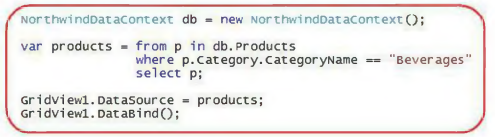 NorthwindDataContext db = new NorthwindDataContext();
var products = from p in db.Products
where p.Category.CategoryName == "Beverages"
select p;
GridView1.DataSource = products;
GridView1.DataBind();